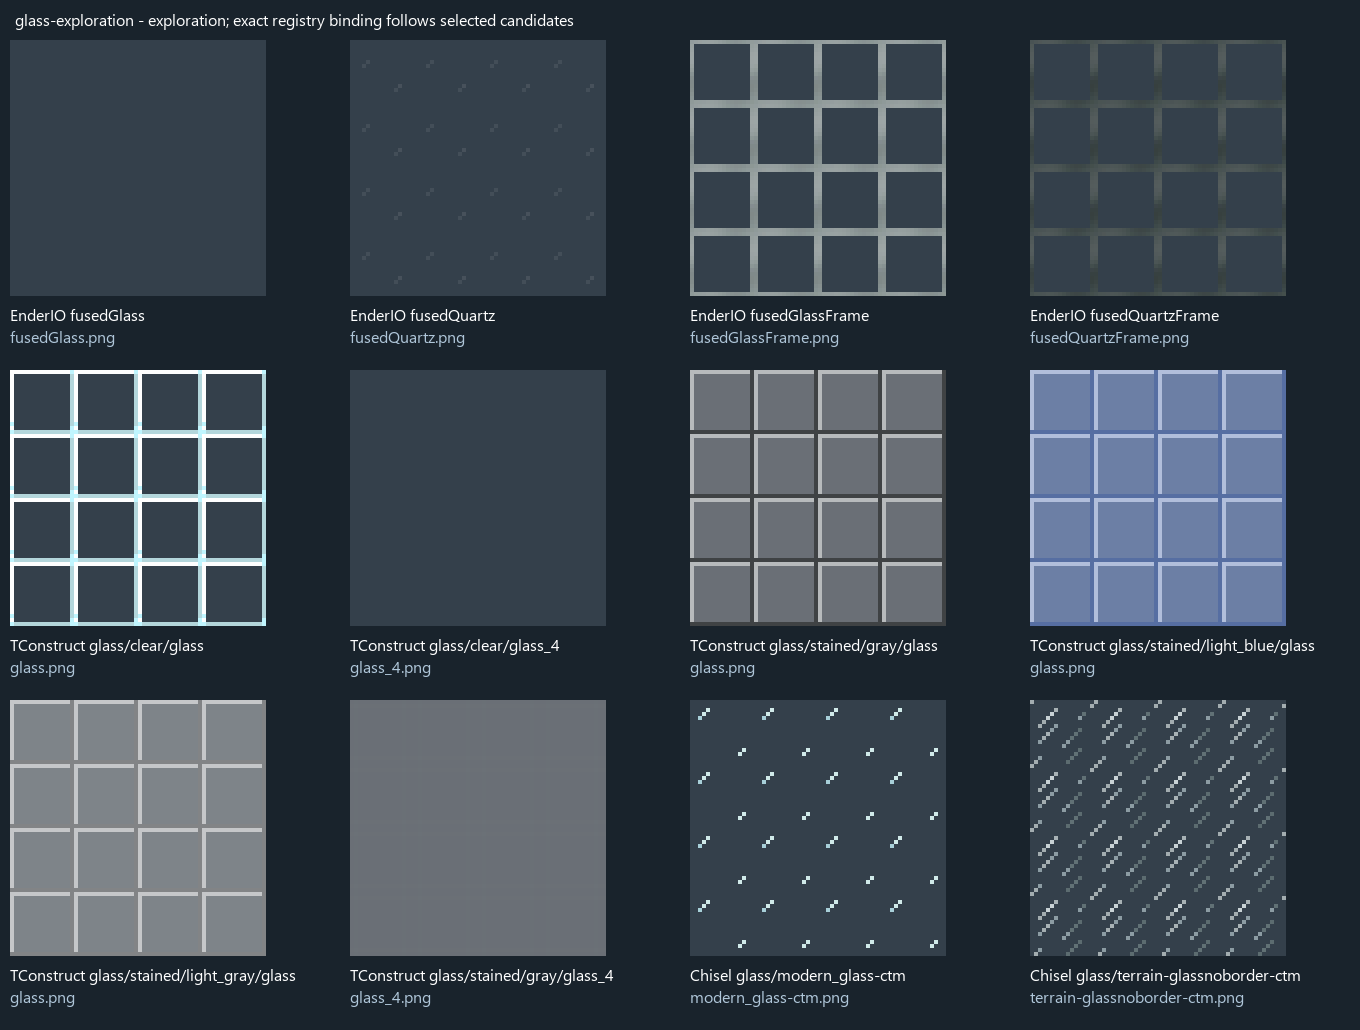 glass-exploration - exploration; exact registry binding follows selected candidates
EnderIO fusedGlass
fusedGlass.png
EnderIO fusedQuartz
fusedQuartz.png
EnderIO fusedGlassFrame
fusedGlassFrame.png
EnderIO fusedQuartzFrame
fusedQuartzFrame.png
TConstruct glass/clear/glass
glass.png
TConstruct glass/clear/glass_4
glass_4.png
TConstruct glass/stained/gray/glass
glass.png
TConstruct glass/stained/light_blue/glass
glass.png
TConstruct glass/stained/light_gray/glass
glass.png
TConstruct glass/stained/gray/glass_4
glass_4.png
Chisel glass/modern_glass-ctm
modern_glass-ctm.png
Chisel glass/terrain-glassnoborder-ctm
terrain-glassnoborder-ctm.png